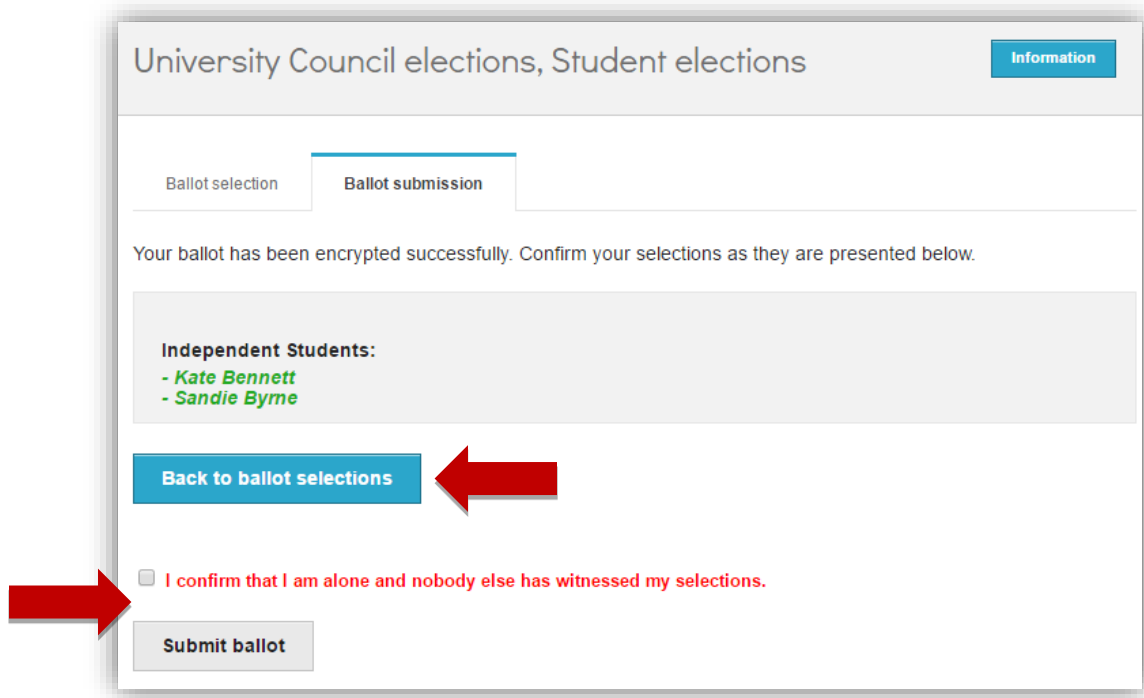 University Council elections, Student elections
Information
Ballot selection
Ballot submission
Your ballot has been encrypted successfully. Confirm your selections as they are presented below.
Independent Students:
- Kate Bennett
- Sandie Byrne
Back to ballot selections
I confirm that I am alone and nobody else has witnessed my selections.
Submit ballot